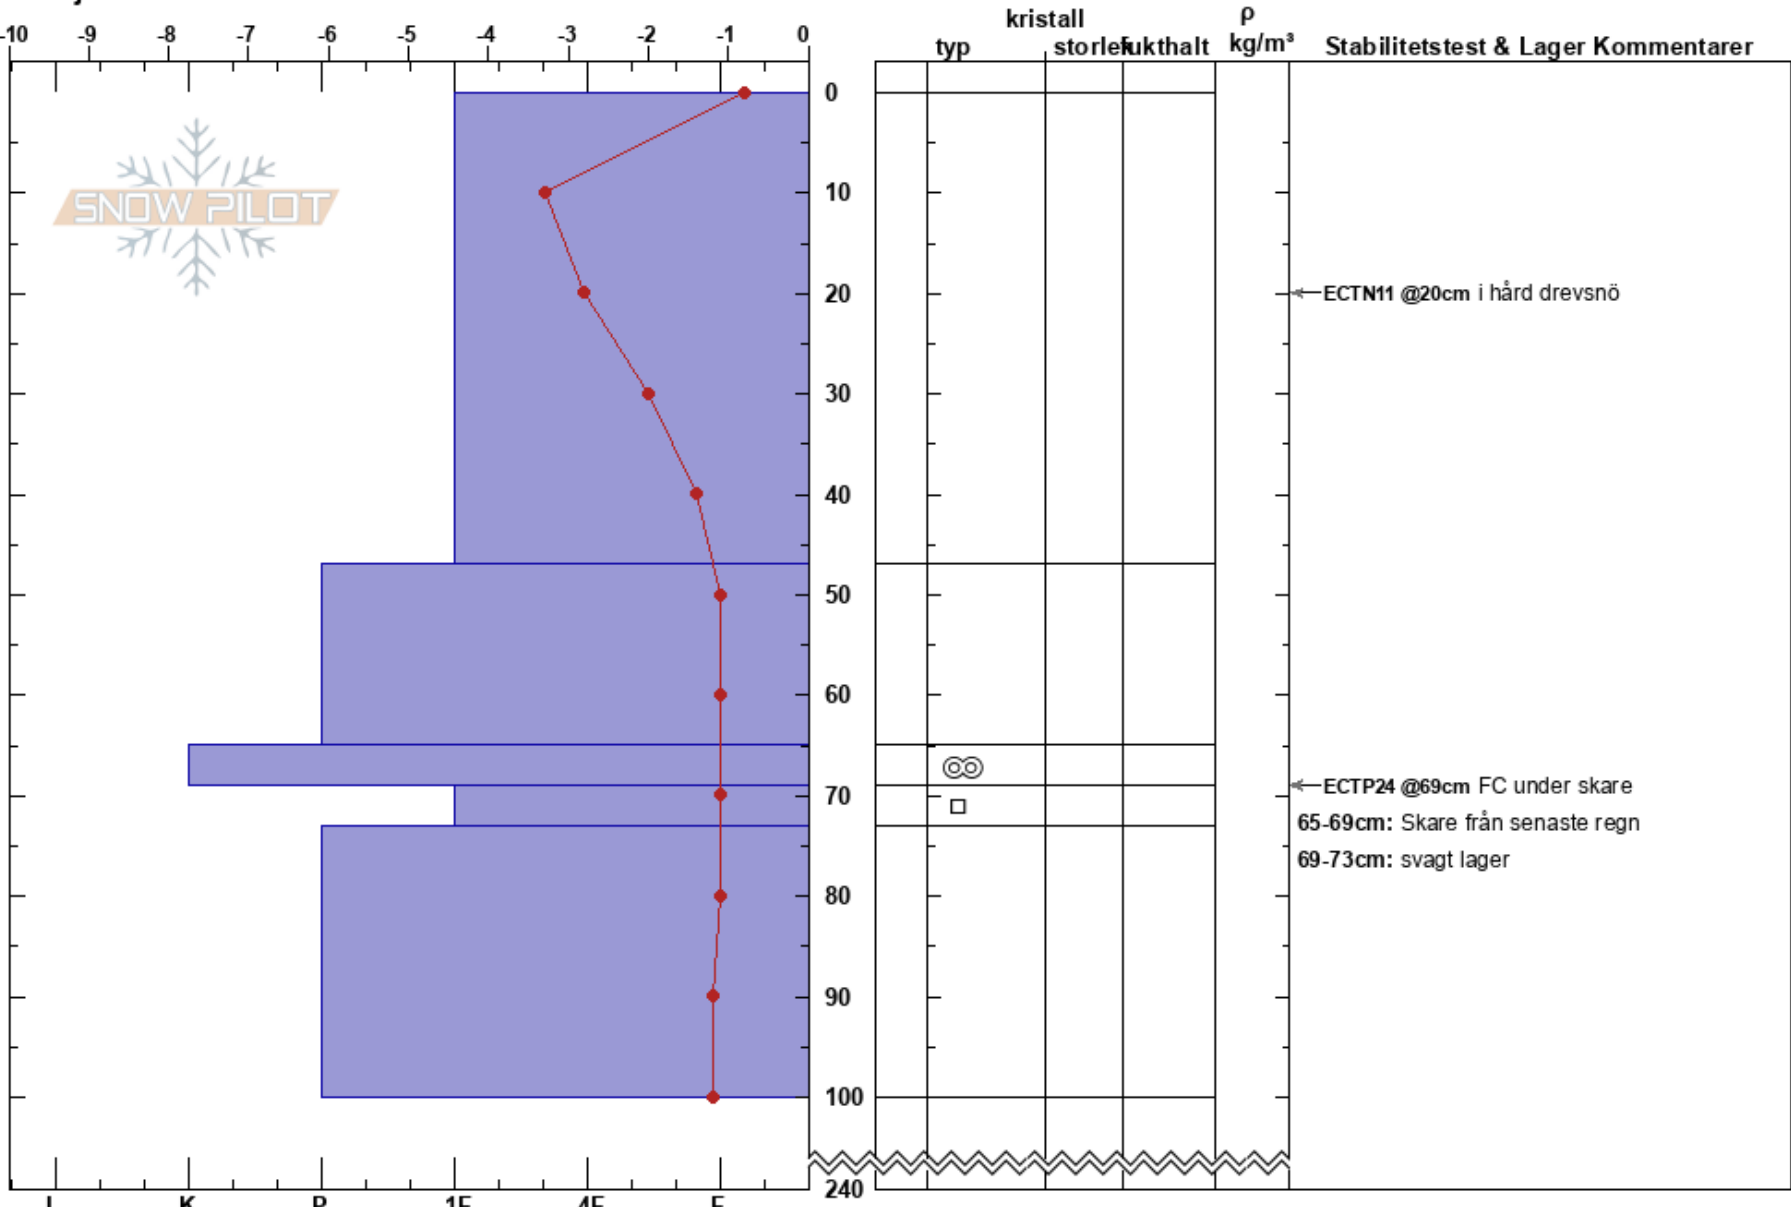 kristall ρ
-10 -9 -8 -7 -6 -5 -4 -3 -2 -1 0 typ storlek fukthalt kg/m³ Stabilitetstest & Lager Kommentarer
0
SNOW PILOT
10
20 ECTN11 @20cm i hård drevsnö
30
40
50
60
ECTP24 @69cm FC under skare
70
65-69cm: Skare från senaste regn
69-73cm: svagt lager
80
90
100
240
I K P 1F 4F F